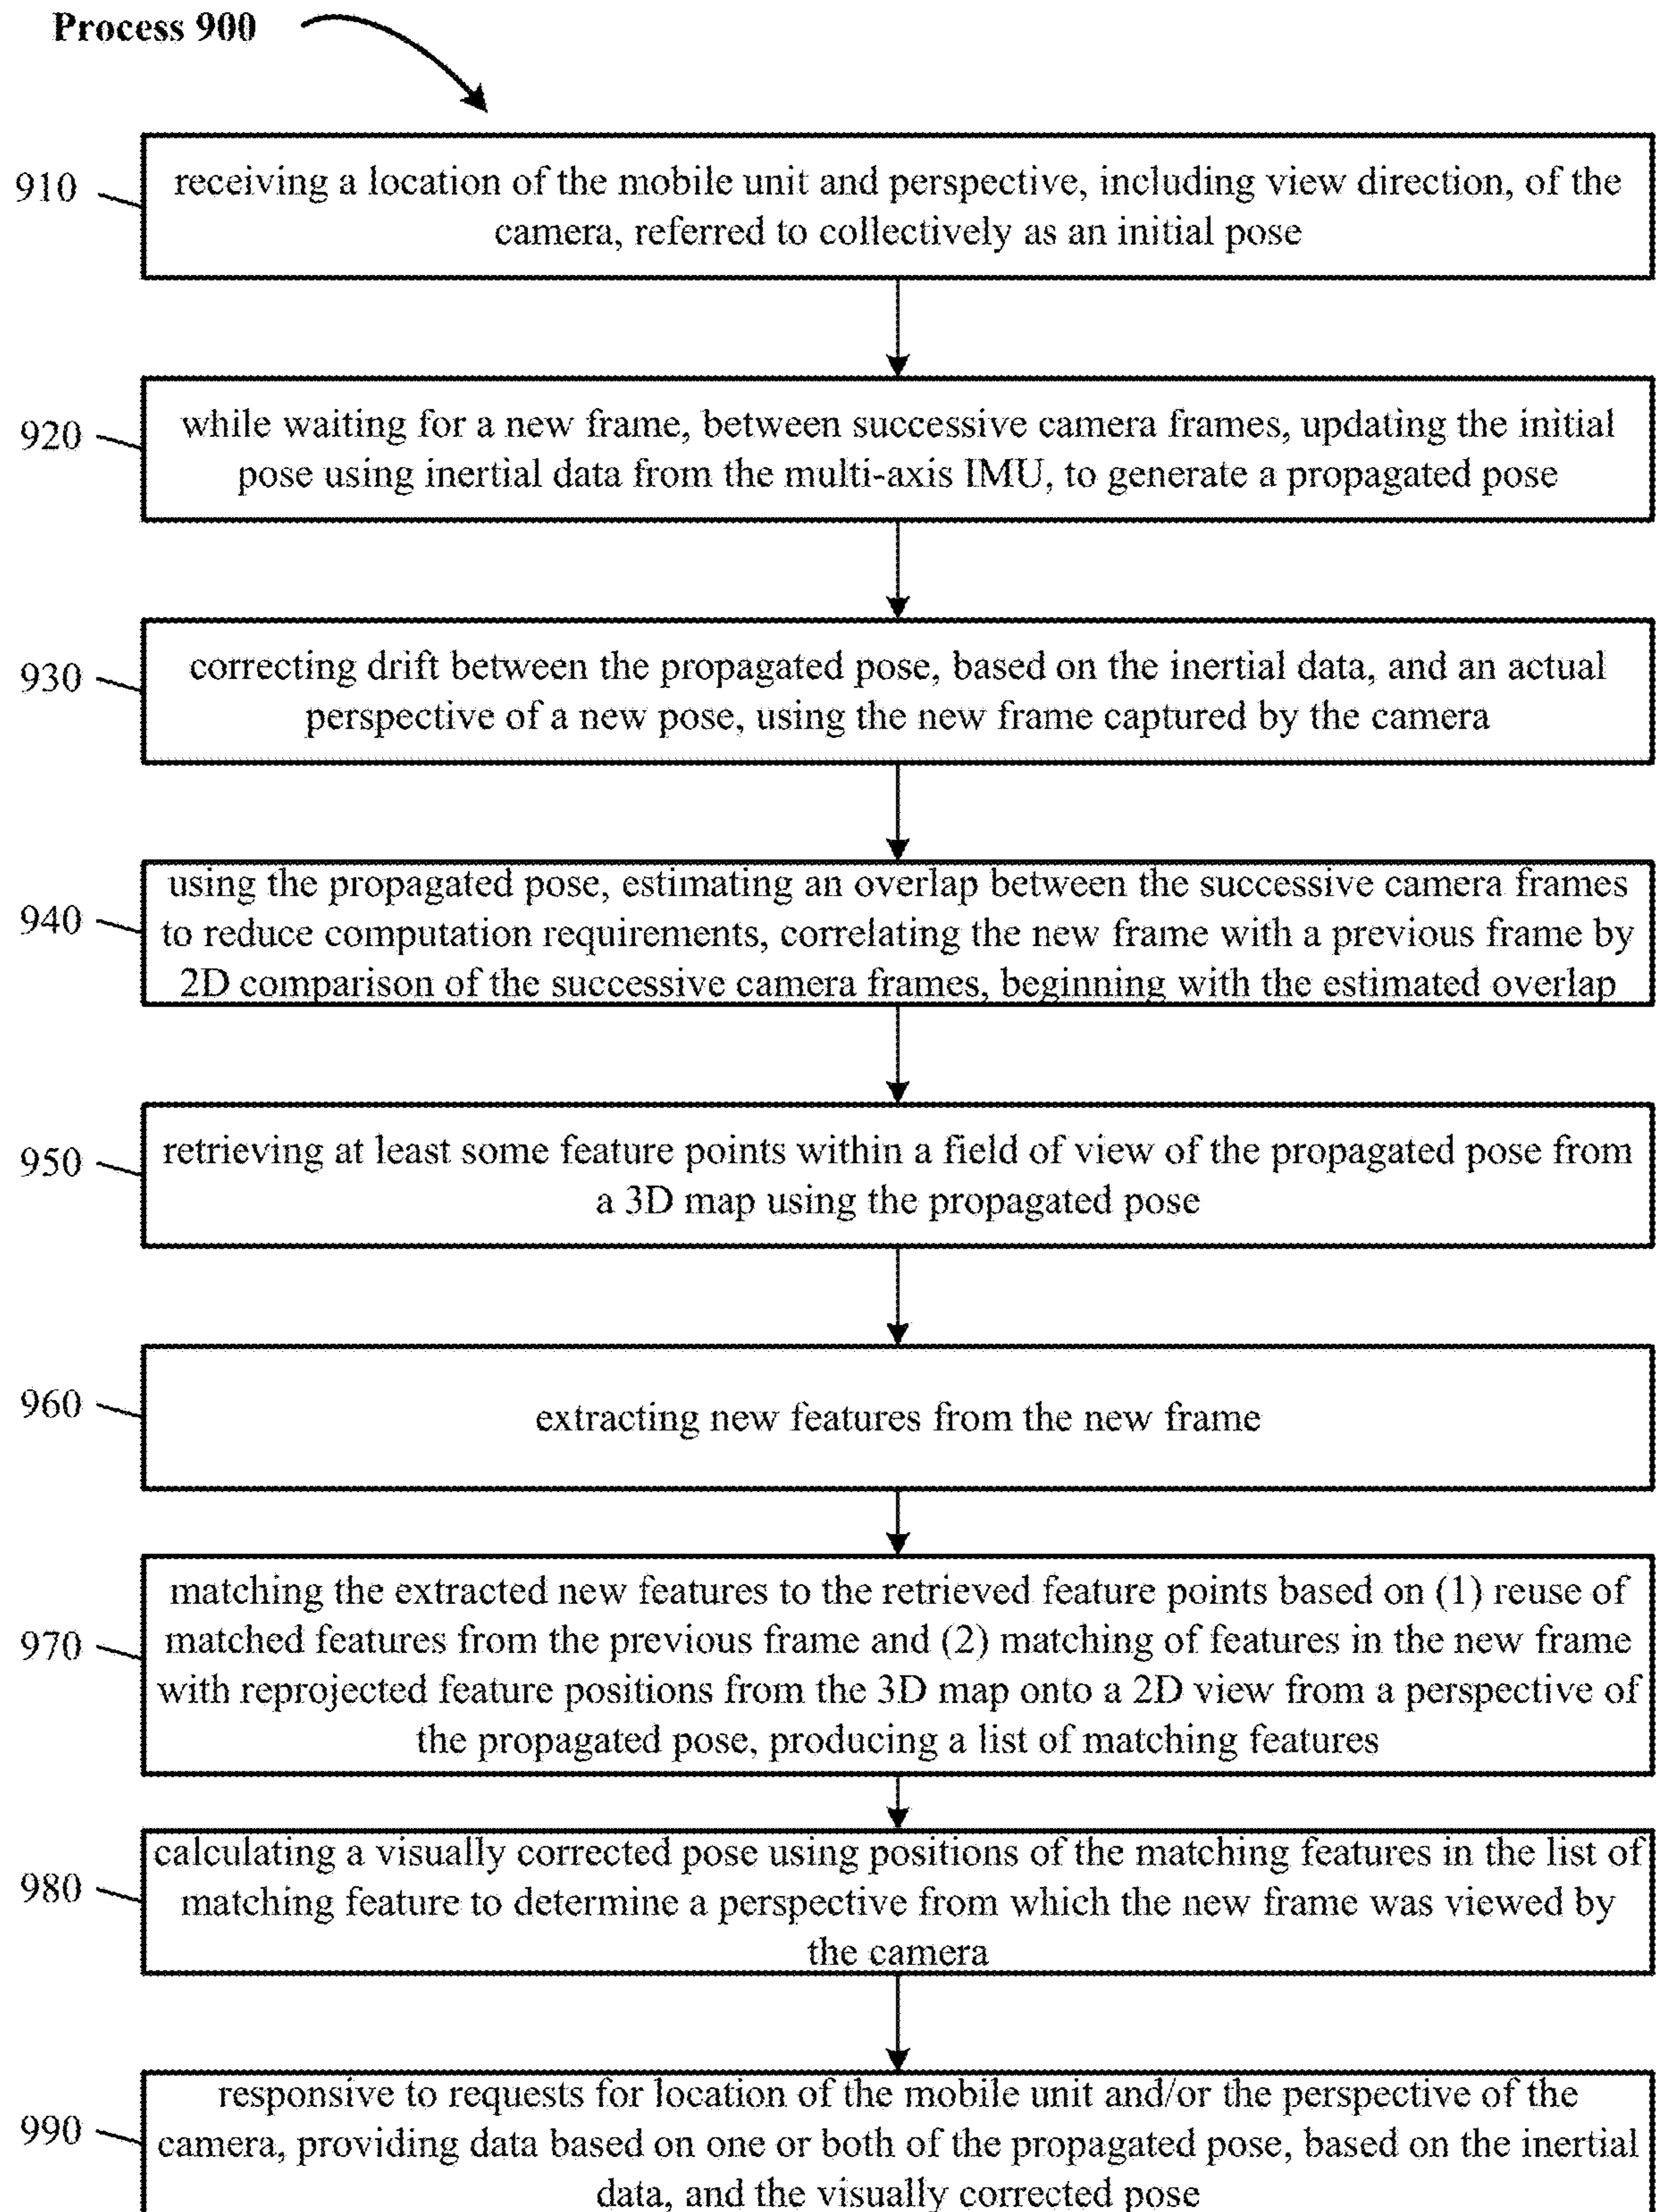 Process 900
910
receiving a location of the mobile unit and perspective, including view direction, of the
camera, referred to collectively as an initial pose
920
while waiting for a new frame, between successive camera frames, updating the initial
pose using inertial data from the multi-axis IMU, to generate a propagated pose
930
correcting drift between the propagated pose, based on the inertial data, and an actual
perspective of a new pose, using the new frame captured by the camera
940
using the propagated pose, estimating an overlap between the successive camera frames
to reduce computation requirements, correlating the new frame with a previous frame by
2D comparison of the successive camera frames, beginning with the estimated overlap
950
retrieving at least some feature points within a field of view of the propagated pose from
a 3D map using the propagated pose
960
extracting new features from the new frame
970
matching the extracted new features to the retrieved feature points based on (1) reuse of
matched features from the previous frame and (2) matching of features in the new frame
with reprojected feature positions from the 3D map onto a 2D view from a perspective of
the propagated pose, producing a list of matching features
980
calculating a visually corrected pose using positions of the matching features in the list of
matching feature to determine a perspective from which the new frame was viewed by
the camera
990
responsive to requests for location of the mobile unit and/or the perspective of the
camera, providing data based on one or both of the propagated pose, based on the inertial
data, and the visually corrected pose